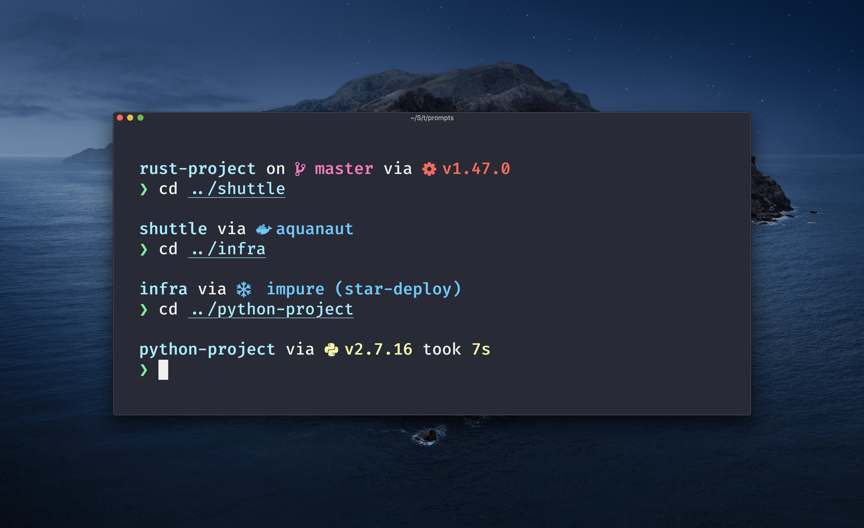 ~/S/t/prompts
rust-project on master via v1.47.0
❯ cd ../shuttle
shuttle via aquanaut
❯ cd ../infra
infra via impure (star-deploy)
❯ cd ../python-project
python-project via v2.7.16 took 7s
❯